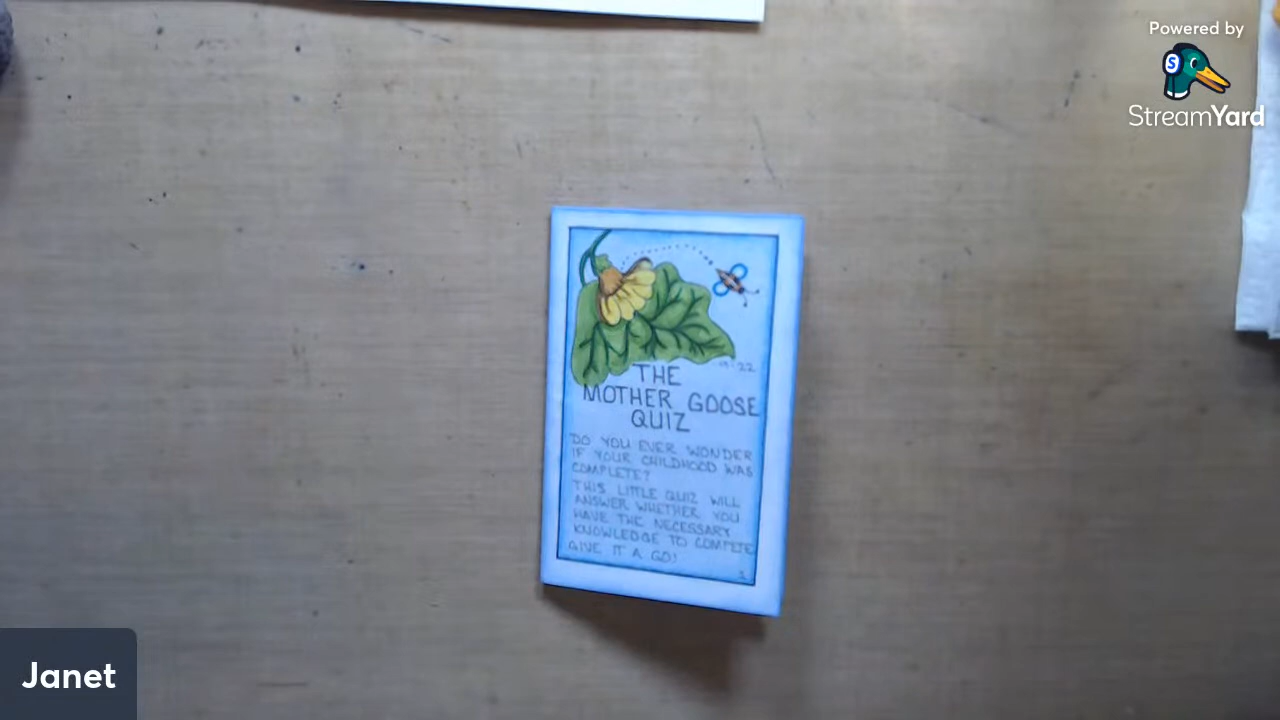 Powered by
StreamYard
THE
MOTHER GOOSE
QUIZ
DO YOU EVER WONDER
IF YOUR CHILDHOOD WAS
COMPLETE?
THIS LITTLE QUIZ WILL
ANSWER WHETHER YOU
HAVE THE NECESSARY
KNOWLEDGE TO COMPETE
GIVE IT A GO!
Janet